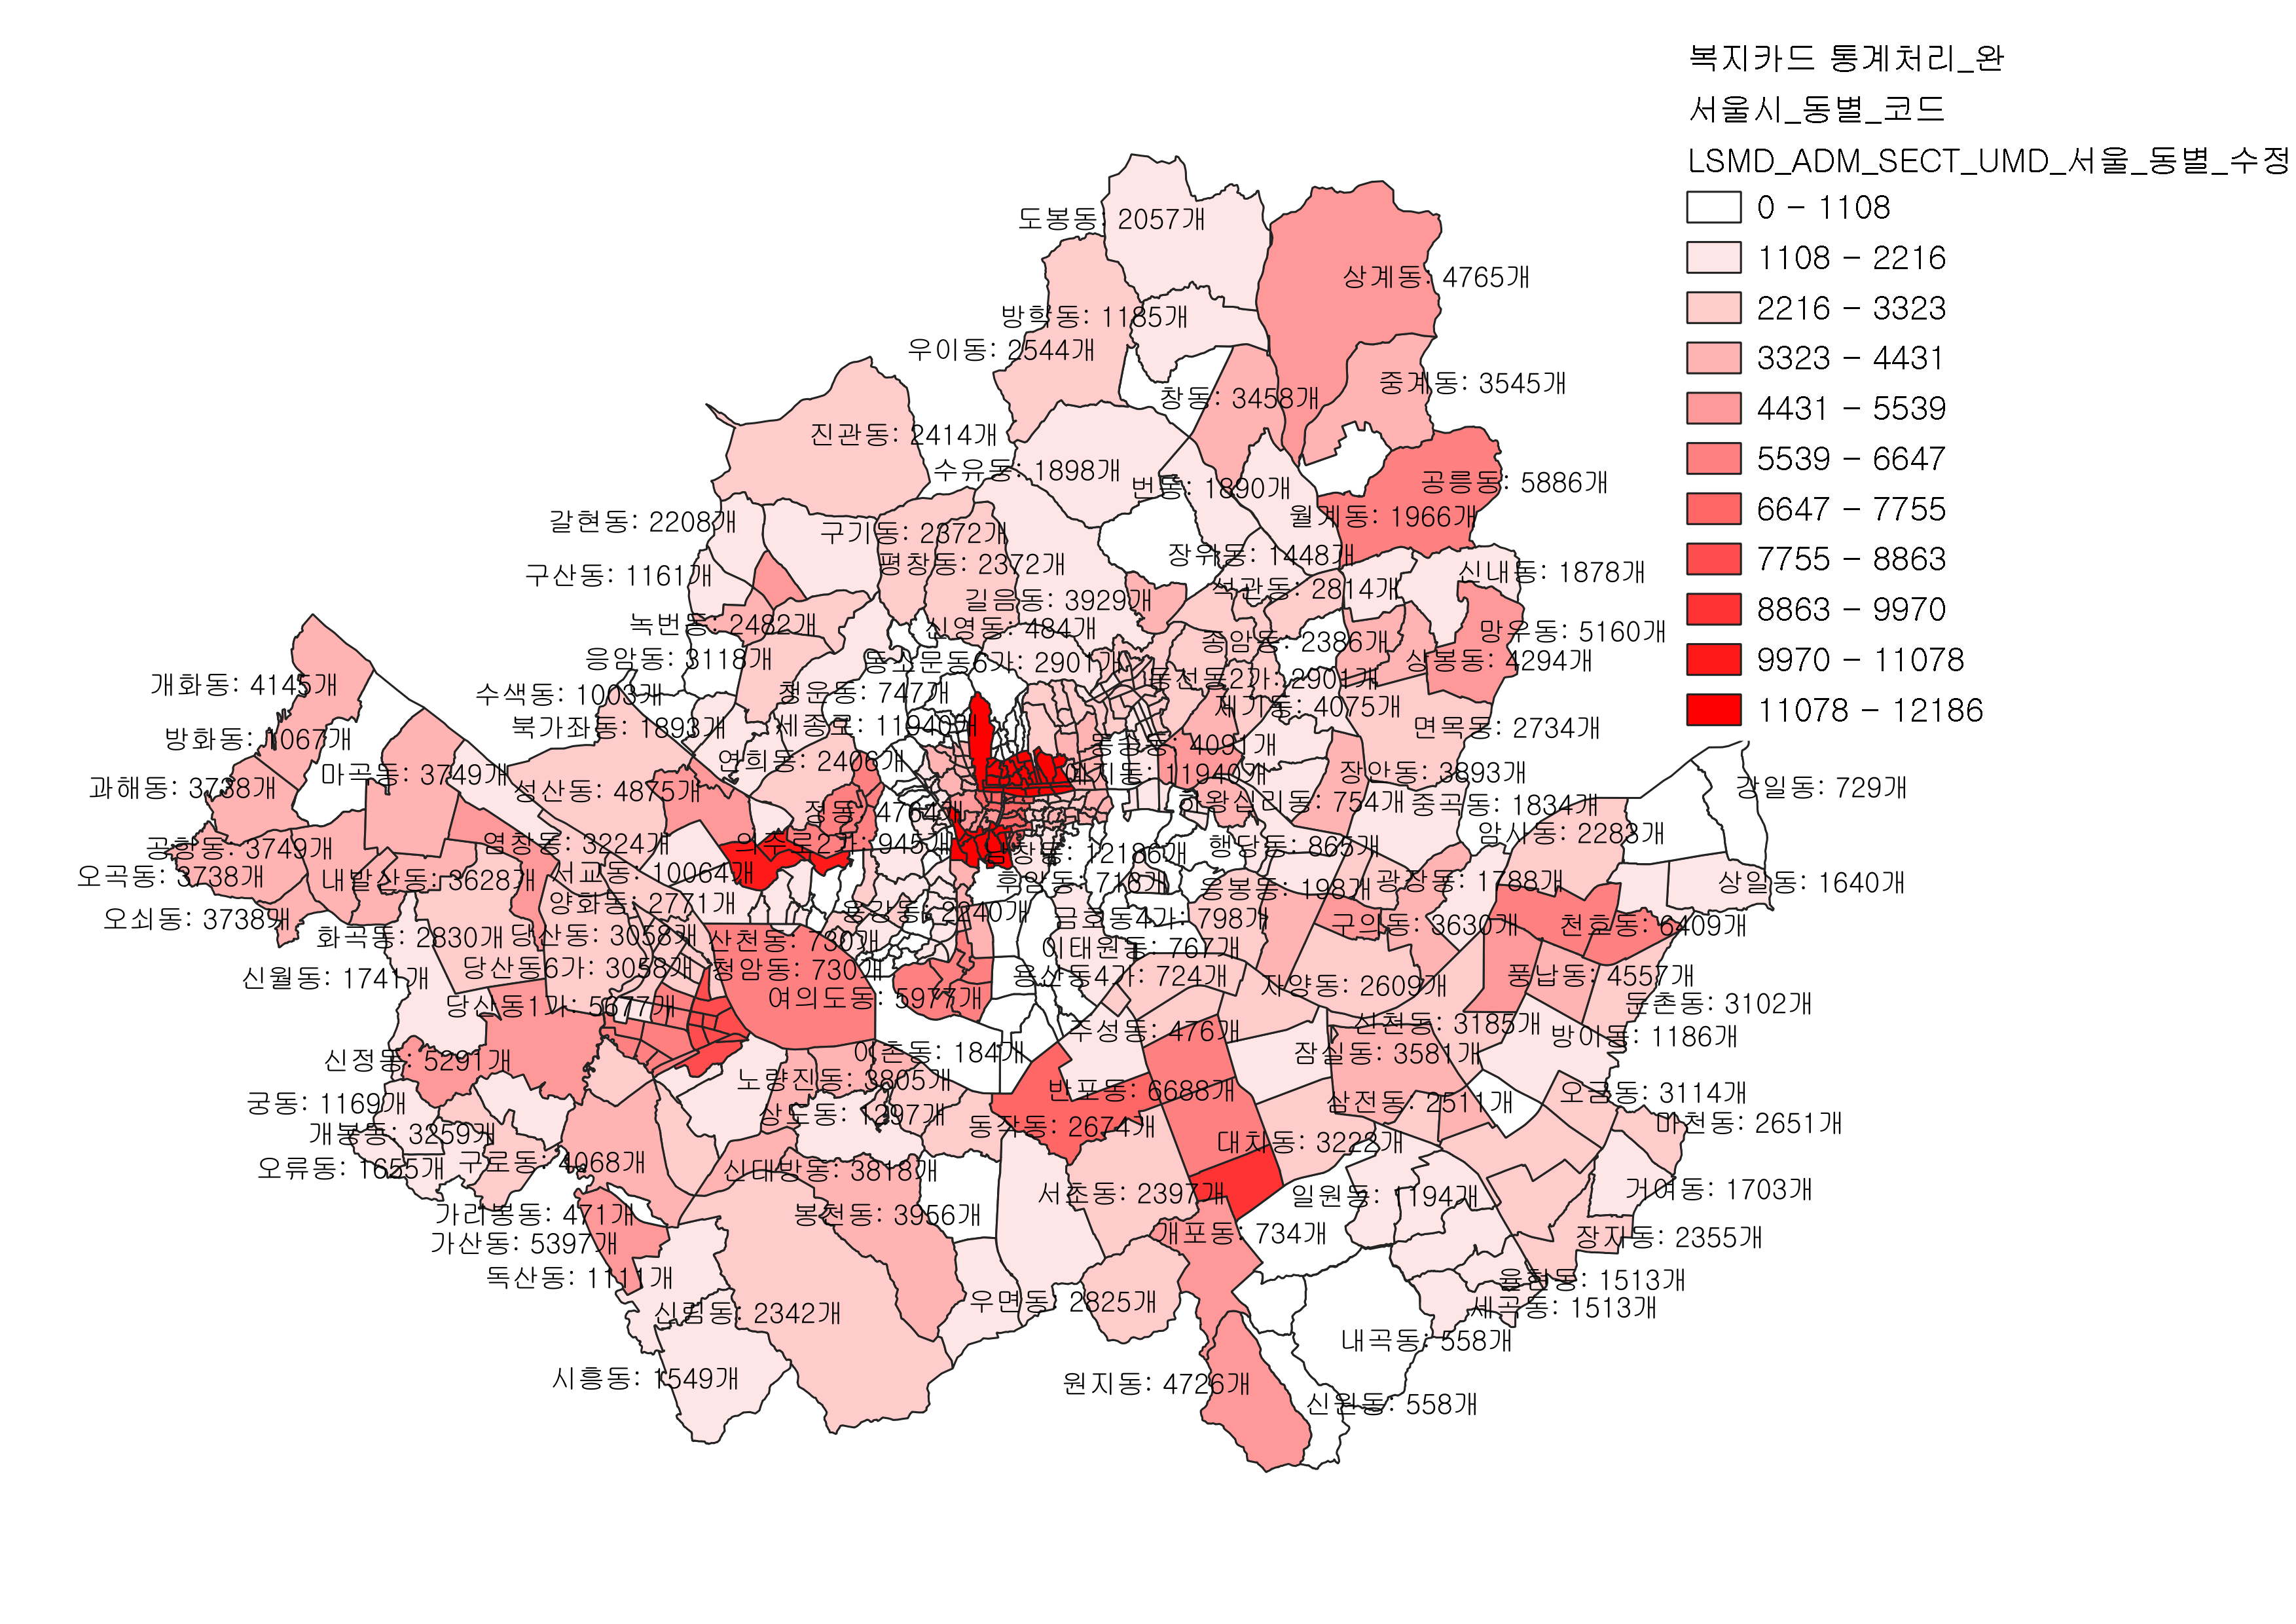 복지카드 통계처리_완
서울시_동별_코드
LSMD_ADM_SECT_UMD_서울_동별_수정
0 - 1108
1108 - 2216
2216 - 3323
3323 - 4431
4431 - 5539
5539 - 6647
6647 - 7755
7755 - 8863
8863 - 9970
9970 - 11078
11078 - 12186
도봉동: 2057개
상계동: 4765개
방학동: 1185개
우이동: 2544개
중계동: 3545개
창동: 3458개
진관동: 2414개
수유동: 1898개
번동: 1890개
공릉동: 5886개
월계동: 1966개
갈현동: 2208개
구기동: 2372개
평창동: 2372개
장위동: 1448개
구산동: 1161개
석관동: 2814개
신내동: 1878개
길음동: 3929개
녹번동: 2482개
신영동: 484개
종암동: 2386개
망우동: 5160개
응암동: 3118개
동소문동6가: 2901개
상봉동: 4294개
개화동: 4145개
수색동: 1003개
청운동: 747개
동선동2가: 2901개
북가좌동: 1893개
세종로: 11940개
제기동: 4075개
면목동: 2734개
방화동: 1067개
연희동: 2406개
용청동: 4091개
마곡동: 3749개
예지동: 11940개
장안동: 3893개
과해동: 3738개
성산동: 4875개
정동: 4764개
하왕십리동: 754개
중곡동: 1834개
강일동: 729개
공항동: 3749개
염창동: 3224개
의주로2가: 945개
행당동: 865개
암사동: 2283개
오곡동: 3738개
내발산동: 3628개
서교동: 10064개
남창동: 12186개
후암동: 718개
응봉동: 198개
광장동: 1788개
상일동: 1640개
오쇠동: 3738개
양화동: 2771개
용강동: 2240개
금호동4가: 798개
구의동: 3630개
천호동: 6409개
화곡동: 2830개
당산동: 3058개
산천동: 730개
이태원동: 767개
신월동: 1741개
당산동6가: 3058개
청암동: 730개
용산동4가: 724개
자양동: 2609개
풍납동: 4557개
당산동1가: 5677개
여의도동: 5977개
둔촌동: 3102개
주성동: 476개
신천동: 3185개
방이동: 1186개
신정동: 5291개
이촌동: 184개
잠실동: 3581개
노량진동: 3805개
반포동: 6688개
궁동: 1169개
상도동: 1297개
삼전동: 2511개
오금동: 3114개
개봉동: 3259개
동작동: 2674개
대치동: 3222개
마천동: 2651개
오류동: 1655개
구로동: 4068개
신대방동: 3818개
서초동: 2397개
일원동: 1194개
거여동: 1703개
가리봉동: 471개
봉천동: 3956개
개포동: 734개
장지동: 2355개
가산동: 5397개
독산동: 1111개
율현동: 1513개
신림동: 2342개
우면동: 2825개
세곡동: 1513개
내곡동: 558개
시흥동: 1549개
원지동: 4726개
신원동: 558개